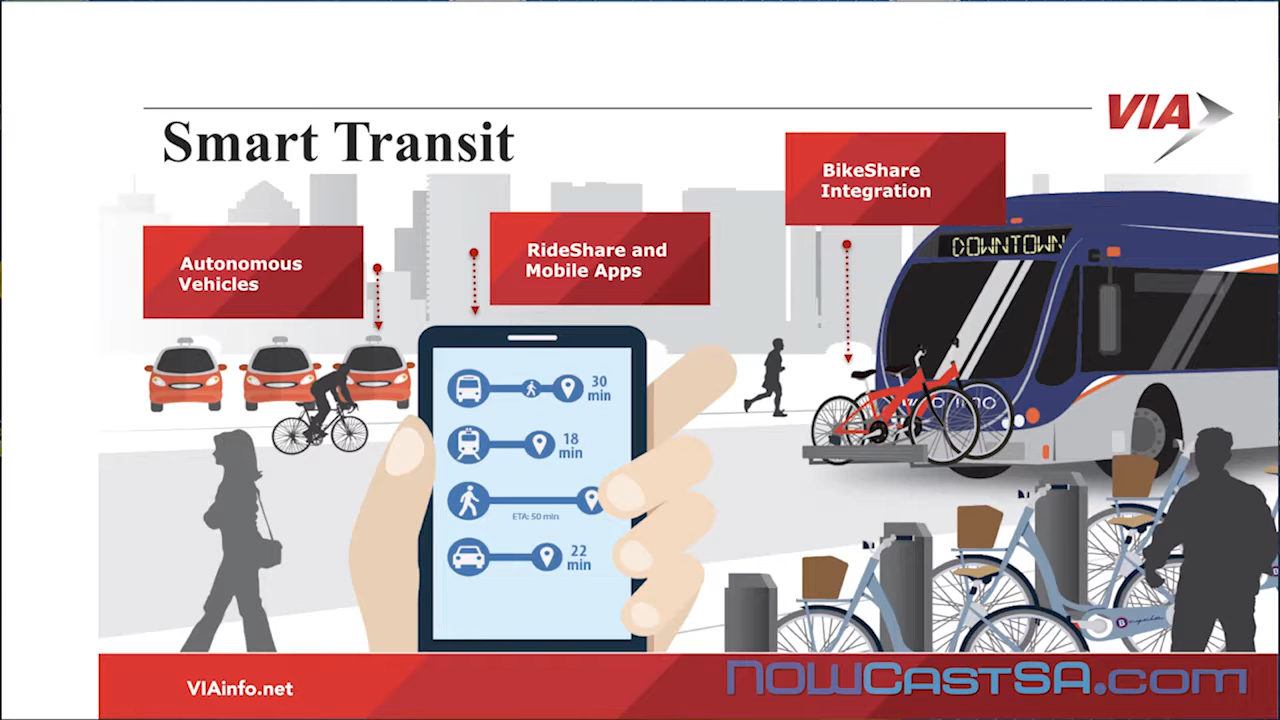 VIA
Smart Transit
BikeShare
Integration
RideShare and
Mobile Apps
Autonomous
Vehicles
DOWNTOWN
30
min
18
min
ETA: 50 min
22
min
B
VIAinfo.net
NOWCastSA.com